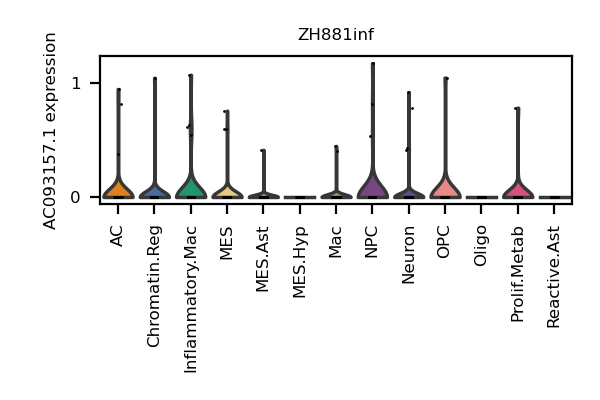 ZH881inf
AC093157.1 expression
1
0
AC
Chromatin.Reg
Inflammatory.Mac
MES
MES.Ast
MES.Hyp
Mac
NPC
Neuron
OPC
Oligo
Prolif.Metab
Reactive.Ast